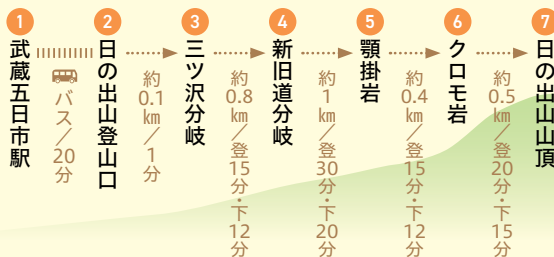 1
武蔵五日市駅
バス／20分
2
日の出山登山口
約0.1㎞／1分
3
三ツ沢分岐
約0.8㎞／登15分・下12分
4
新旧道分岐
約1㎞／登30分・下20分
5
顎掛岩
約0.4㎞／登15分・下12分
6
クロモ岩
約0.5㎞／登20分・下15分
7
日の出山山頂